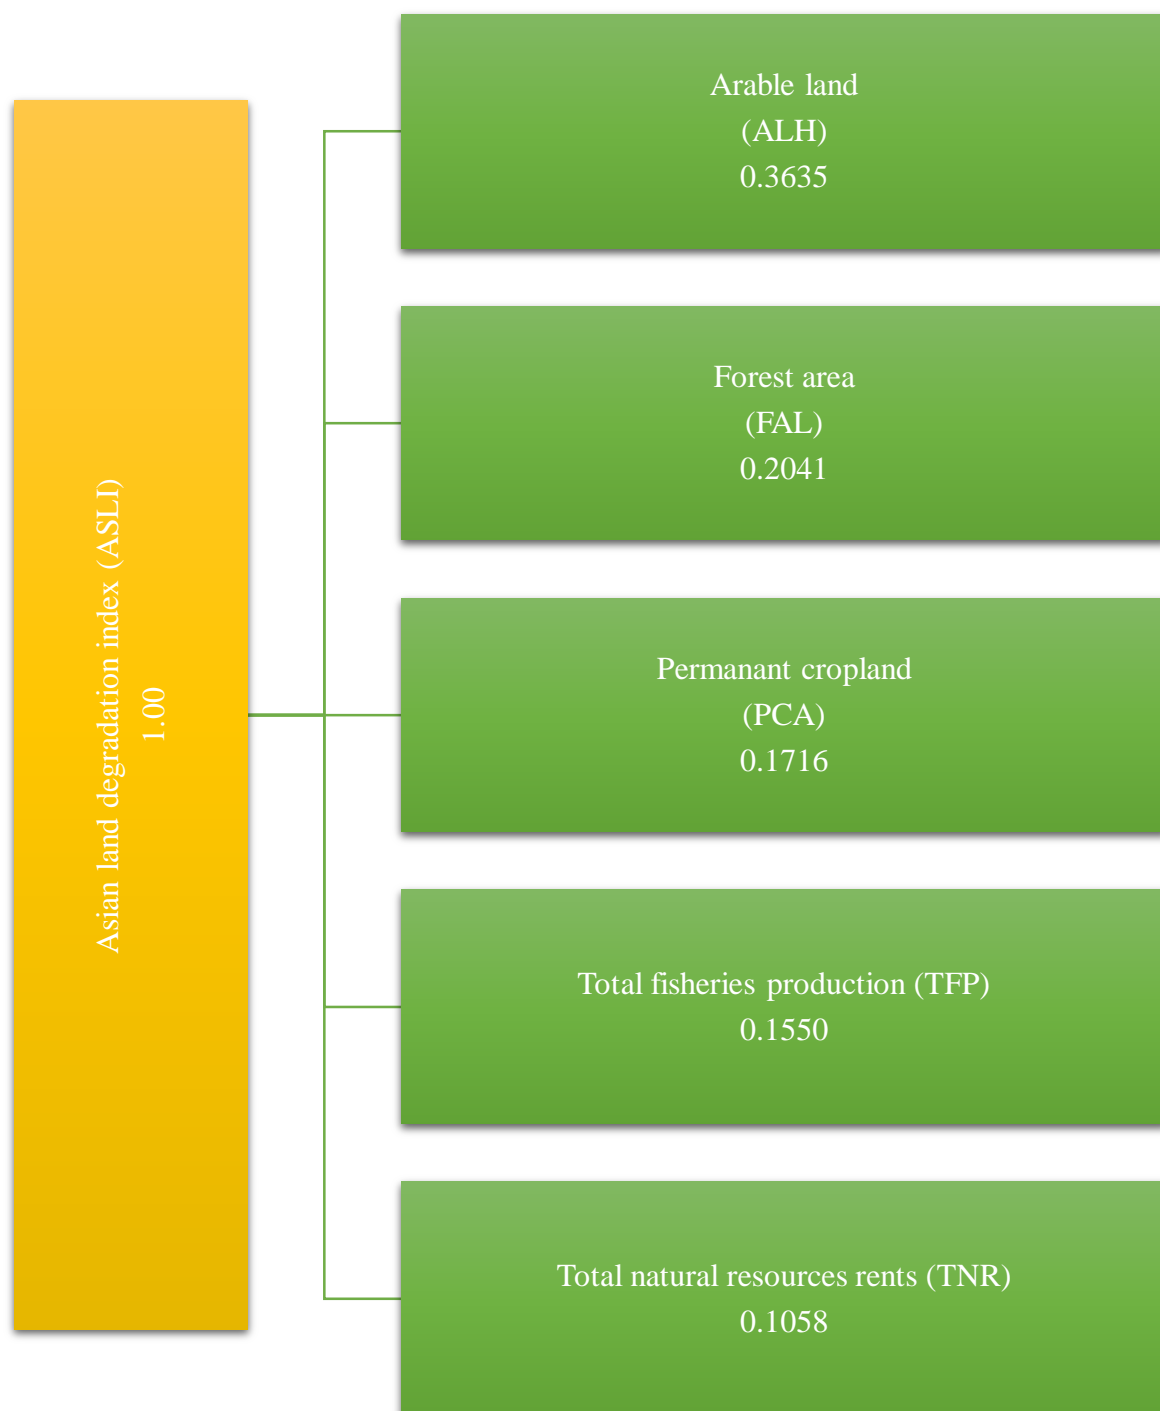 Asian land degradation index (ASLI)
1.00
Arable land
(ALH)
0.3635
Forest area
(FAL)
0.2041
Permanant cropland
(PCA)
0.1716
Total fisheries production (TFP)
0.1550
Total natural resources rents (TNR)
0.1058